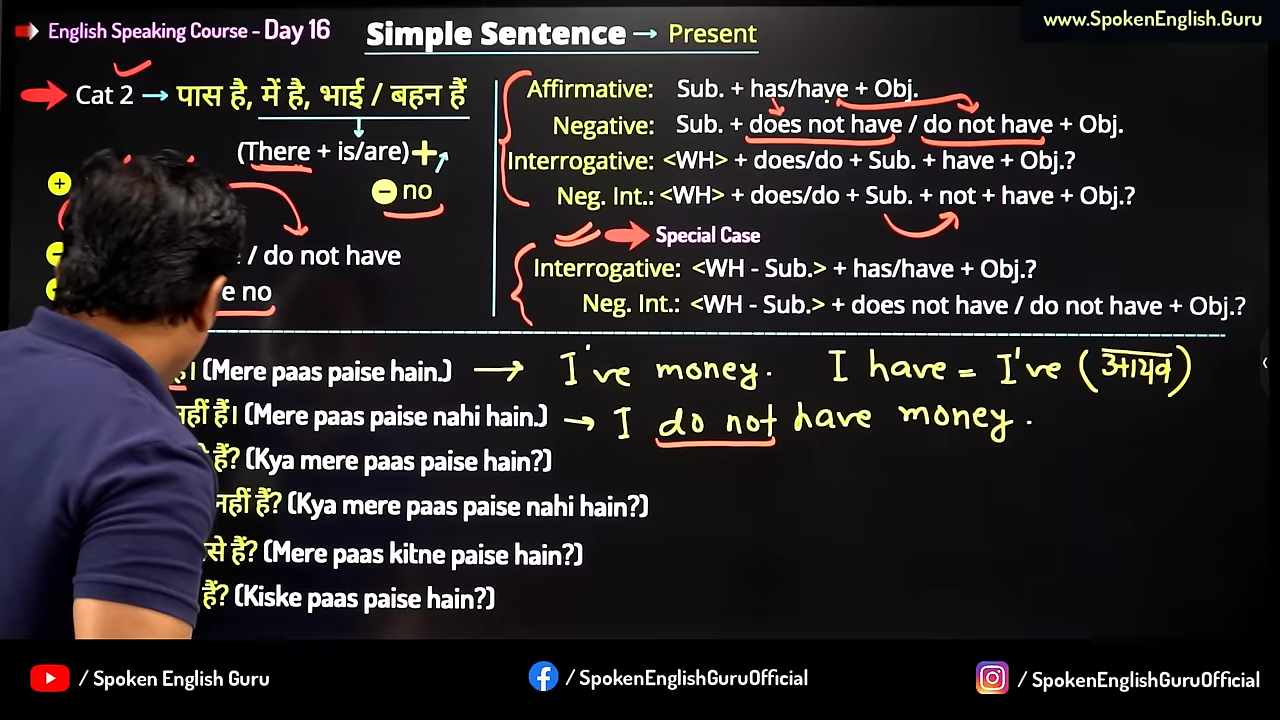 www.SpokenEnglish.Guru
English Speaking Course - Day 16
Simple Sentence → Present
Cat 2 → पास है, में है, भाई / बहन हैं
(There + is/are) +
+
- no
/ do not have
no
Affirmative: Sub. + has/have + Obj.
Negative: Sub. + does not have / do not have + Obj.
Interrogative: <WH> + does/do + Sub. + have + Obj.?
Neg. Int.: <WH> + does/do + Sub. + not + have + Obj.?
Special Case
Interrogative: <WH - Sub.> + has/have + Obj.?
Neg. Int.: <WH - Sub.> + does not have / do not have + Obj.?
(Mere paas paise hain.) → I've money. I have = I've (आयव)
नहीं हैं। (Mere paas paise nahi hain.) → I do not have money.
हैं? (Kya mere paas paise hain?)
नहीं हैं? (Kya mere paas paise nahi hain?)
से हैं? (Mere paas kitne paise hain?)
हैं? (Kiske paas paise hain?)
/ Spoken English Guru
/ SpokenEnglishGuruOfficial
/ SpokenEnglishGuruOfficial